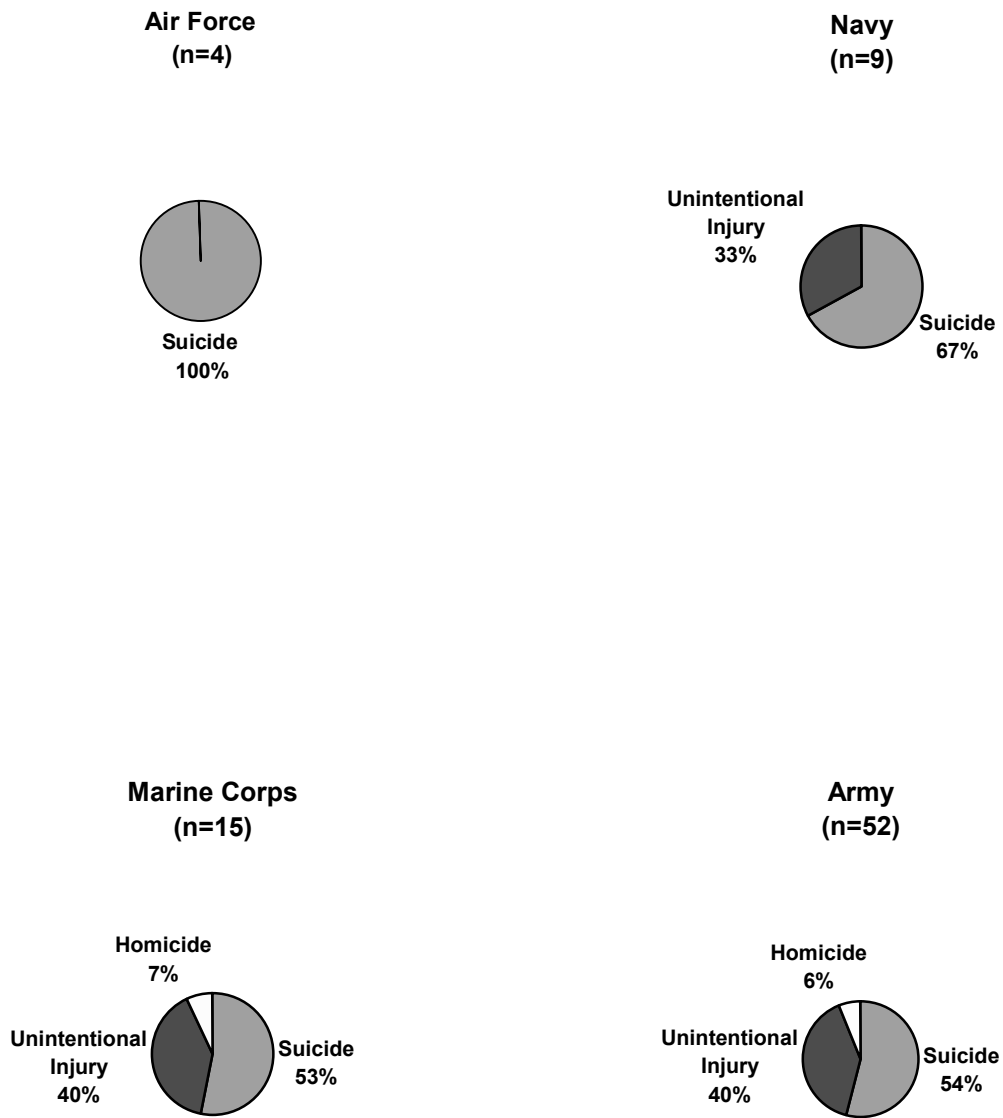 Air Force
(n=4)
Navy
(n=9)
Unintentional
Injury
33%
Suicide
67%
Suicide
100%
Marine Corps
(n=15)
Army
(n=52)
Homicide
7%
Unintentional
Injury
40%
Suicide
53%
Homicide
6%
Unintentional
Injury
40%
Suicide
54%